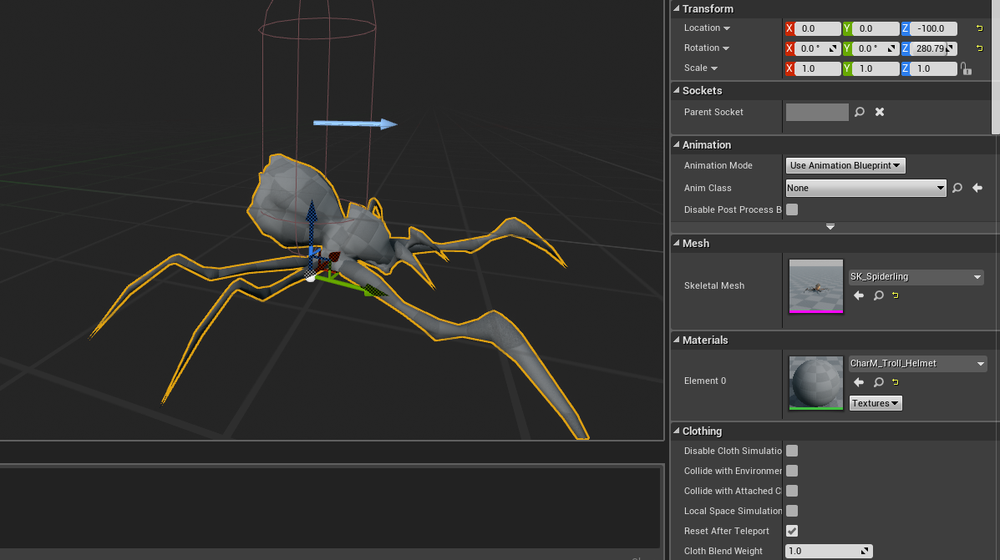 Transform
Location X 0.0 Y 0.0 Z -100.0
Rotation X 0.0 ° Y 0.0 ° Z 280.79
Scale X 1.0 Y 1.0 Z 1.0
Sockets
Parent Socket
Animation
Animation Mode Use Animation Blueprint
Anim Class None
Disable Post Process B
Mesh
Skeletal Mesh SK_Spiderling
Materials
Element 0 CharM_Troll_Helmet
Textures
Clothing
Disable Cloth Simulatio
Collide with Environmer
Collide with Attached C
Local Space Simulation
Reset After Teleport
Cloth Blend Weight 1.0